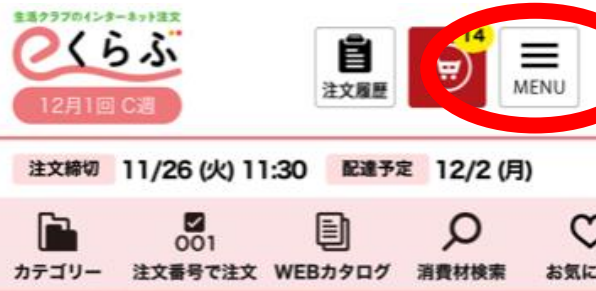 生活クラブのインターネット注文
eくらぶ
12月1回 C週
注文履歴
14
MENU
注文締切 11/26 (火) 11:30 配達予定 12/2 (月)
001
カテゴリー 注文番号で注文 WEBカタログ 消費材検索 お気に